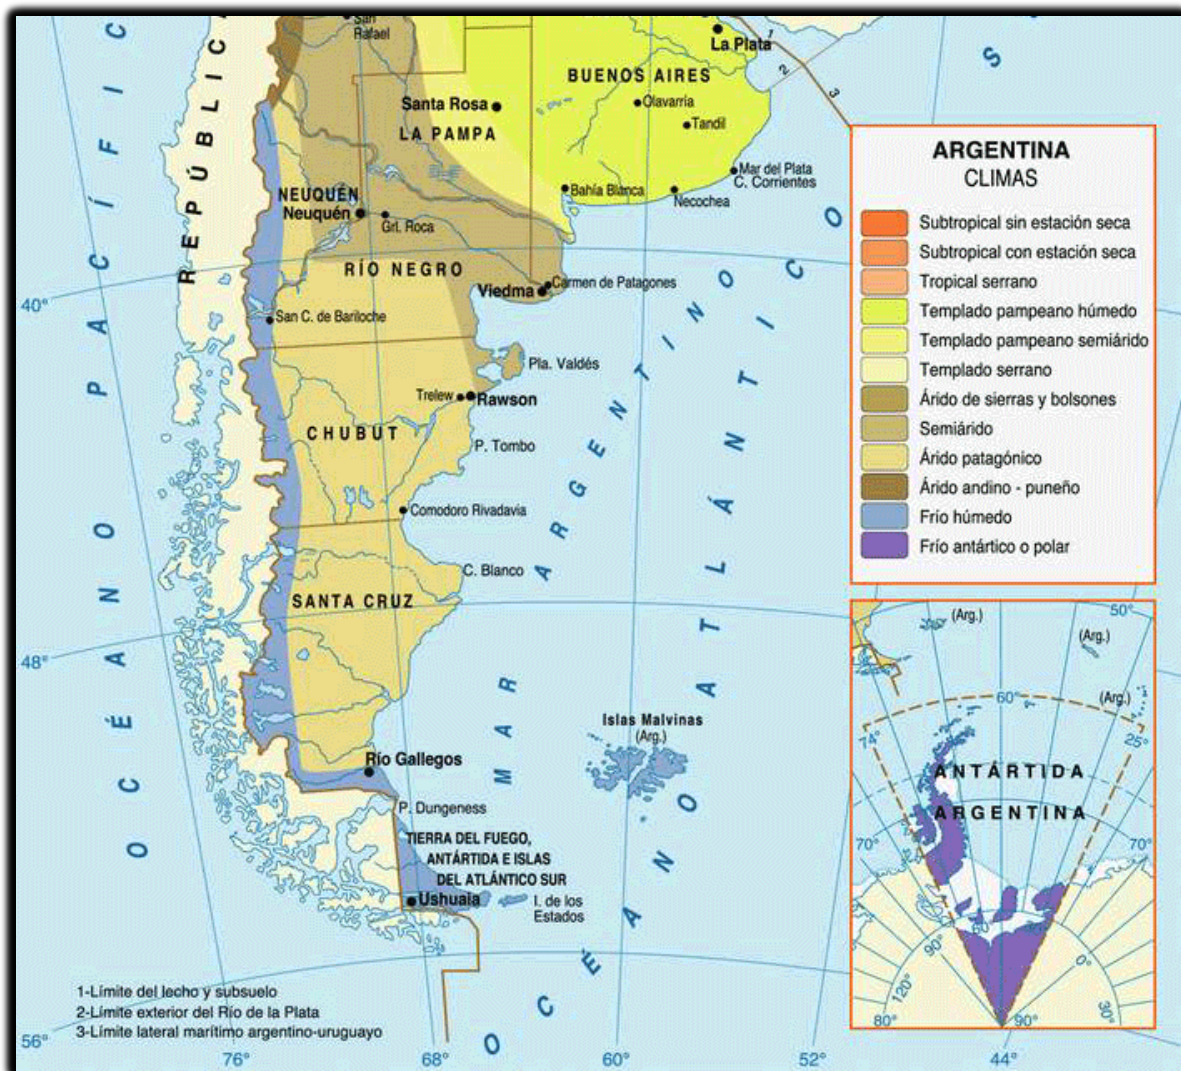 San
Rafael
La Plata
1
2
3
BUENOS AIRES
Santa Rosa
LA PAMPA
Olavarría
Tandil
Mar del Plata
C. Corrientes
Bahía Blanca
Necochea
NEUQUÉN
Neuquén
Grl. Roca
RÍO NEGRO
Viedma
Carmen de Patagones
San C. de Bariloche
Pla. Valdés
Trelew
Rawson
CHUBUT
P. Tombo
Comodoro Rivadavia
C. Blanco
SANTA CRUZ
Islas Malvinas
(Arg.)
Río Gallegos
P. Dungeness
TIERRA DEL FUEGO,
ANTÁRTIDA E ISLAS
DEL ATLÁNTICO SUR
Ushuaia
I. de los
Estados
REPÚBLICA
OCÉANO PACÍFIC
MAR ARGENTINO
OCÉANO ATLÁNTICO
S
40°
48°
56°
76°
68°
60°
52°
44°
1-Límite del lecho y subsuelo
2-Límite exterior del Río de la Plata
3-Límite lateral marítimo argentino-uruguayo
ARGENTINA
CLIMAS
Subtropical sin estación seca
Subtropical con estación seca
Tropical serrano
Templado pampeano húmedo
Templado pampeano semiárido
Templado serrano
Árido de sierras y bolsones
Semiárido
Árido patagónico
Árido andino - puneño
Frío húmedo
Frío antártico o polar
(Arg.)
50°
(Arg.)
(Arg.)
60°
74°
25°
ANTÁRTIDA
ARGENTINA
70°
70°
60°
90°
0°
120°
30°
80°
90°